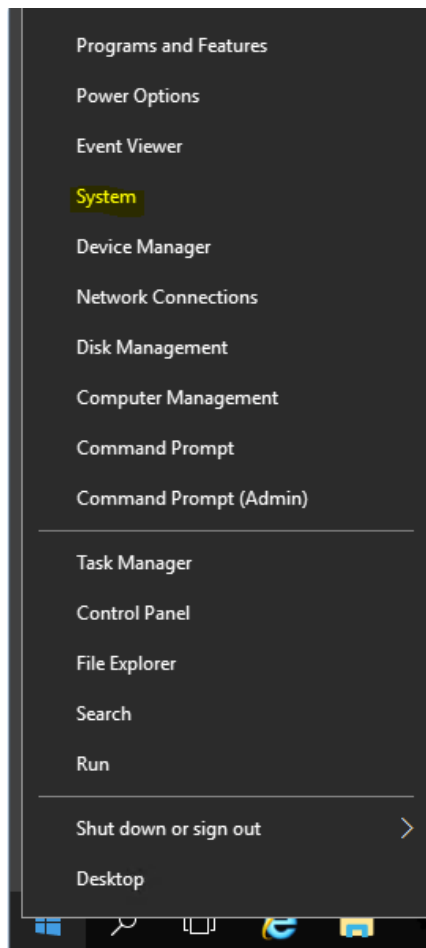 Programs and Features
Power Options
Event Viewer
System
Device Manager
Network Connections
Disk Management
Computer Management
Command Prompt
Command Prompt (Admin)
Task Manager
Control Panel
File Explorer
Search
Run
Shut down or sign out
Desktop